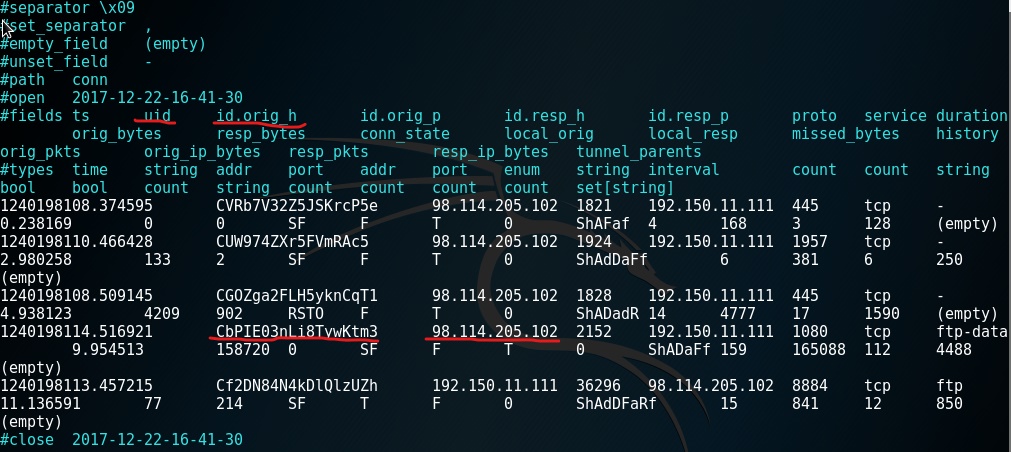 #separator \x09
#set_separator	,
#empty_field	(empty)
#unset_field	-
#path	conn
#open	2017-12-22-16-41-30
#fields	ts	uid	id.orig_h	id.orig_p	id.resp_h	id.resp_p	proto	service	duration
orig_bytes	resp_bytes	conn_state	local_orig	local_resp	missed_bytes	history
orig_pkts	orig_ip_bytes	resp_pkts	resp_ip_bytes	tunnel_parents
#types	time	string	addr	port	addr	port	enum	string	interval	count	count	string
bool	bool	count	string	count	count	count	count	set[string]
1240198108.374595	CVRb7V32Z5JSKrcP5e	98.114.205.102	1821	192.150.11.111	445	tcp	-
0.238169	0	0	SF	F	T	0	ShAFaf	4	168	3	128	(empty)
1240198110.466428	CUW974ZXr5FVmRAc5	98.114.205.102	1924	192.150.11.111	1957	tcp	-
2.980258	133	2	SF	F	T	0	ShAdDaFf	6	381	6	250
(empty)
1240198108.509145	CGOZga2FLH5yknCqT1	98.114.205.102	1828	192.150.11.111	445	tcp	-
4.938123	4209	902	RSTO	F	T	0	ShADadR	14	4777	17	1590	(empty)
1240198114.516921	CbPIE03nLi8TywKtm3	98.114.205.102	2152	192.150.11.111	1080	tcp	ftp-data
9.954513	158720	0	SF	F	T	0	ShADaFf	159	165088	112	4488
(empty)
1240198113.457215	Cf2DN84N4kDlQlzUZh	192.150.11.111	36296	98.114.205.102	8884	tcp	ftp
11.136591	77	214	SF	T	F	0	ShAdDFaRf	15	841	12	850
(empty)
#close	2017-12-22-16-41-30